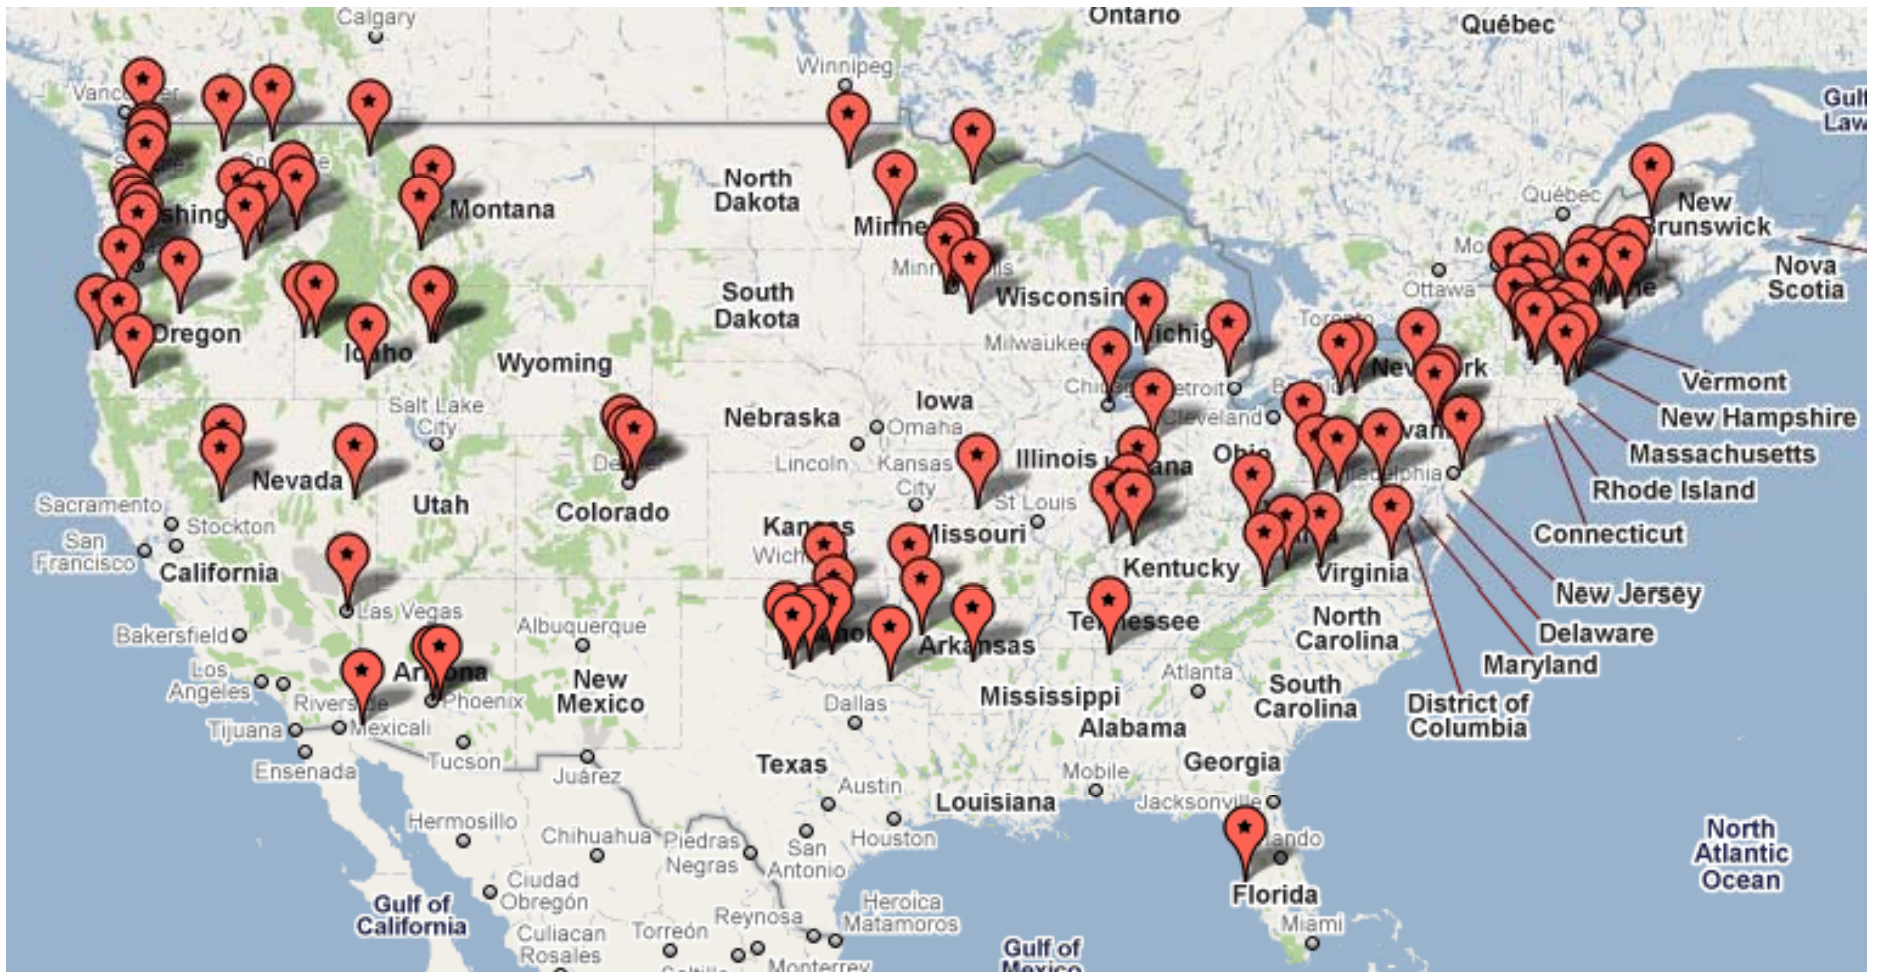 Calgary
Ontario
Québec
Winnipeg
Gulf
Law
North
Dakota
Montana
Québec
New
Brunswick
Ottawa
Nova
Scotia
South
Dakota
Wisconsin
Oregon
Milwaukee
Wyoming
Vermont
New Hampshire
Salt Lake
City
Nebraska
Iowa
Omaha
Cleveland
Massachusetts
Lincoln
Kansas
City
Illinois
Nevada
Utah
Colorado
St Louis
Rhode Island
Sacramento
Stockton
San
Francisco
Missouri
Connecticut
California
Kentucky
Virginia
New Jersey
Las Vegas
Albuquerque
North
Carolina
Delaware
Bakersfield
Arkansas
Maryland
Los
Angeles
New
Mexico
Mississippi
Atlanta
South
Carolina
Phoenix
Dallas
Alabama
District of
Columbia
Tijuana
Mexicali
Tucson
Ensenada
Juárez
Texas
Georgia
Mobile
Austin
Louisiana
Jacksonville
Hermosillo
Chihuahua
Piedras
Negras
San
Antonio
Houston
North
Atlantic
Ocean
Ciudad
Obregón
Florida
Gulf of
California
Heroica
Matamoros
Reynosa
Miami
Culiacan
Rosales
Torreón
Gulf of
Mexico
Monterrey